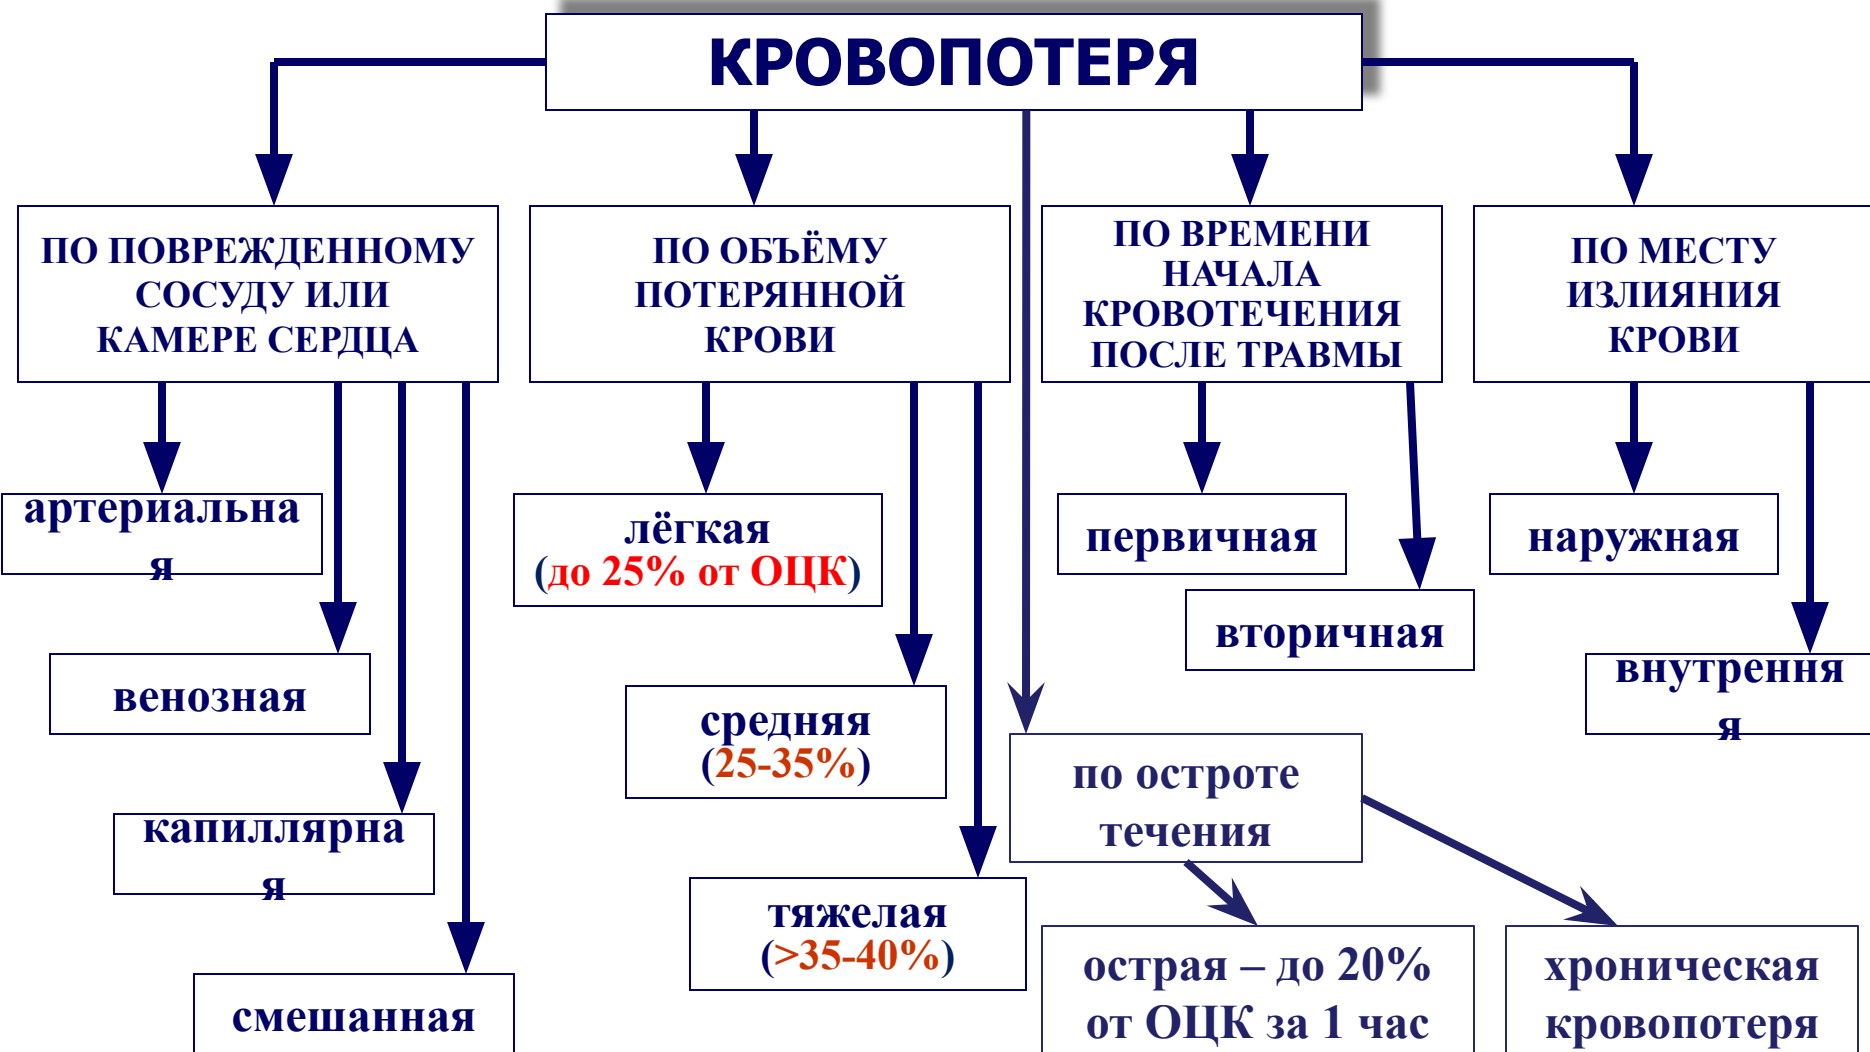 КРОВОПОТЕРЯ
ПО ПОВРЕЖДЕННОМУ
СОСУДУ ИЛИ
КАМЕРЕ СЕРДЦА
ПО ОБЪЁМУ
ПОТЕРЯННОЙ
КРОВИ
ПО ВРЕМЕНИ
НАЧАЛА
КРОВОТЕЧЕНИЯ
ПОСЛЕ ТРАВМЫ
ПО МЕСТУ
ИЗЛИЯНИЯ
КРОВИ
артериальна
я
венозная
капиллярна
я
смешанная
лёгкая
(до 25% от ОЦК)
средняя
(25-35%)
тяжелая
(>35-40%)
первичная
вторичная
наружная
внутрення
я
по остроте
течения
острая – до 20%
от ОЦК за 1 час
хроническая
кровопотеря